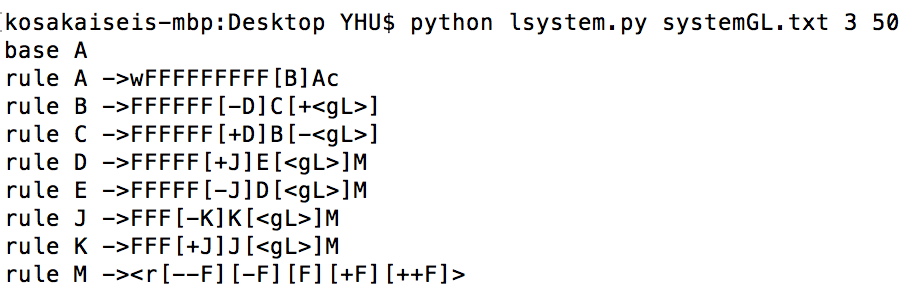 kosakaiseis-mbp:Desktop YHU$ python lsystem.py systemGL.txt 3 50
base A
rule A ->wFFFFFFFFF[B]Ac
rule B ->FFFFFF[-D]C[+<gL>]
rule C ->FFFFFF[+D]B[-<gL>]
rule D ->FFFFF[+J]E[<gL>]M
rule E ->FFFFF[-J]D[<gL>]M
rule J ->FFF[-K]K[<gL>]M
rule K ->FFF[+J]J[<gL>]M
rule M -><r[--F][-F][F][+F][++F]>